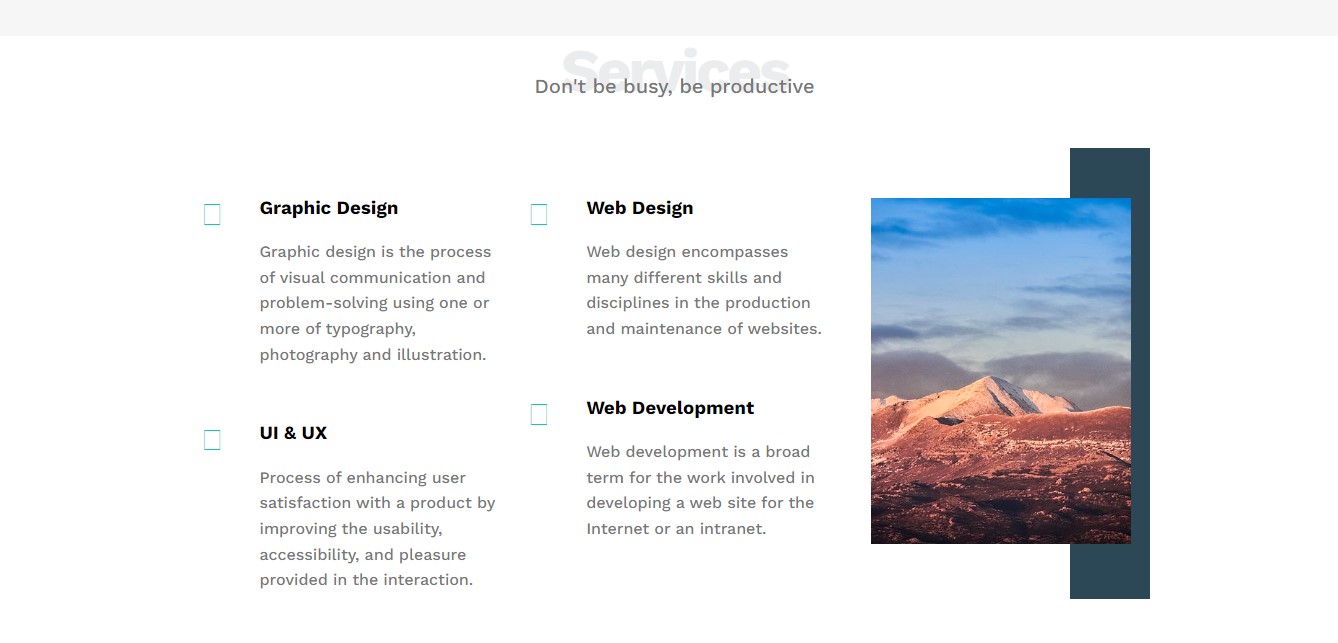 Services
Don't be busy, be productive
Graphic Design
Graphic design is the process
of visual communication and
problem-solving using one or
more of typography,
photography and illustration.
UI & UX
Process of enhancing user
satisfaction with a product by
improving the usability,
accessibility, and pleasure
provided in the interaction.
Web Design
Web design encompasses
many different skills and
disciplines in the production
and maintenance of websites.
Web Development
Web development is a broad
term for the work involved in
developing a web site for the
Internet or an intranet.